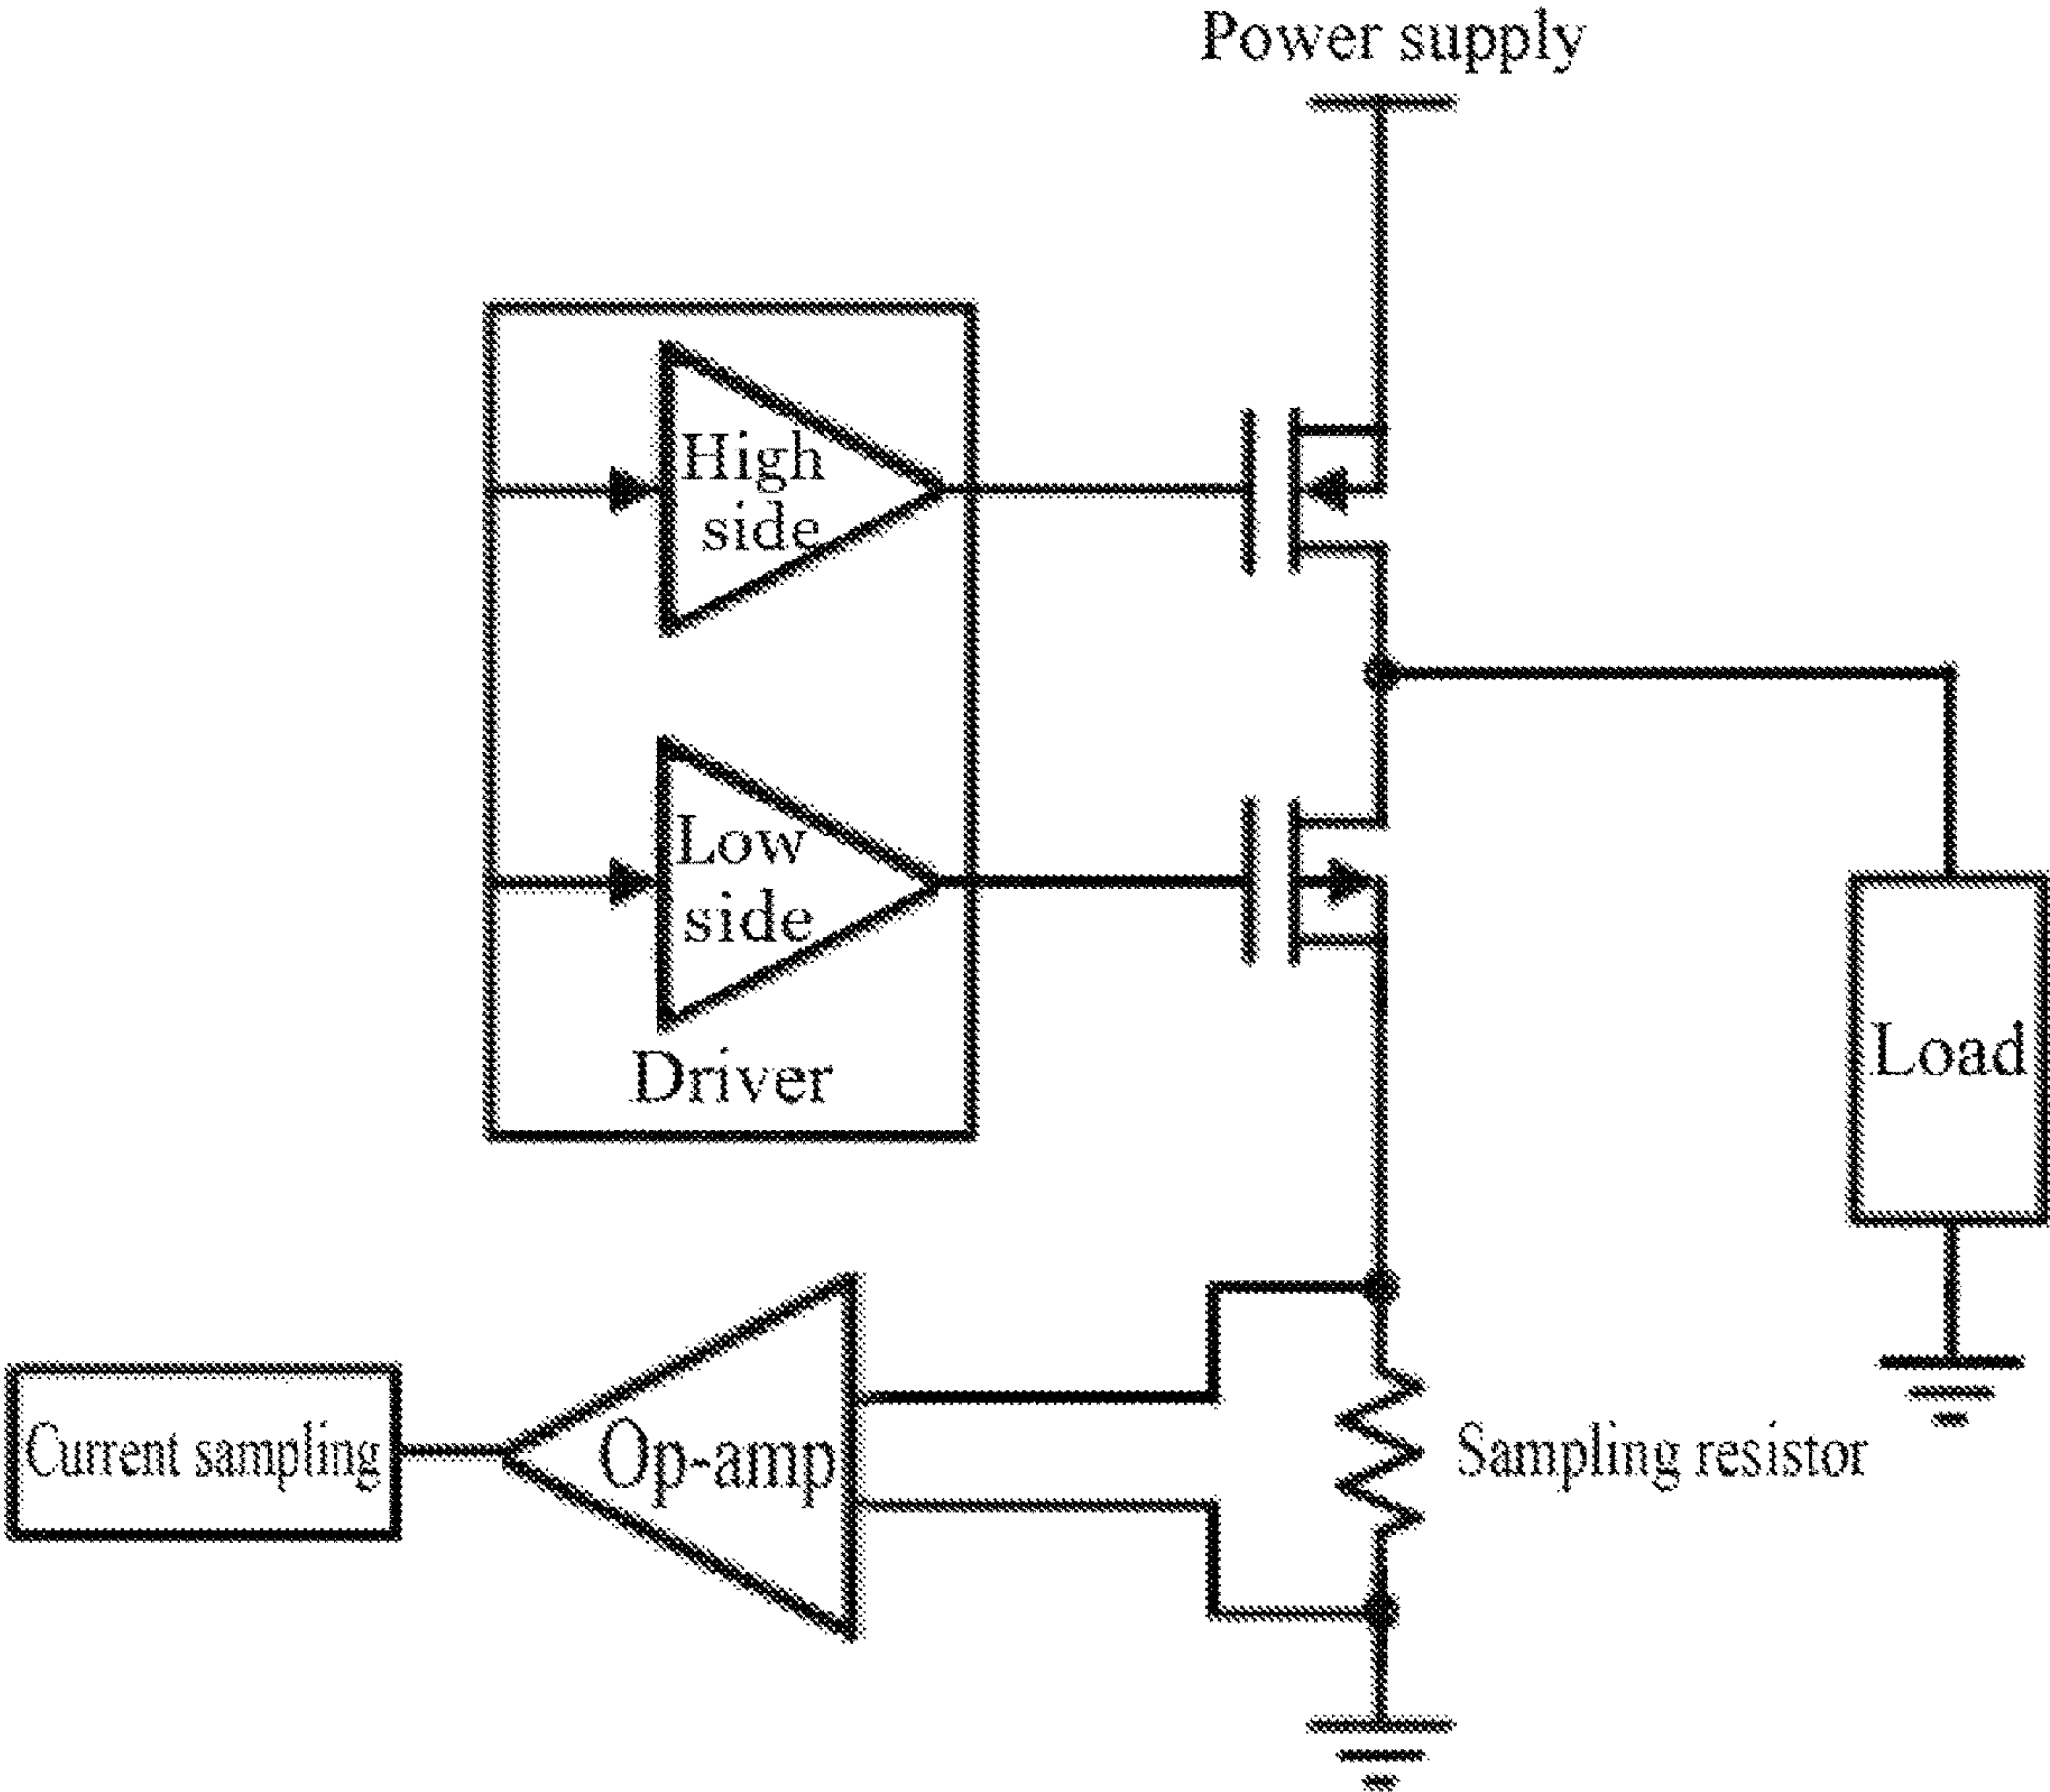 Power supply
High
side
Low
side
Driver
Load
Current sampling
Op-amp
Sampling resistor